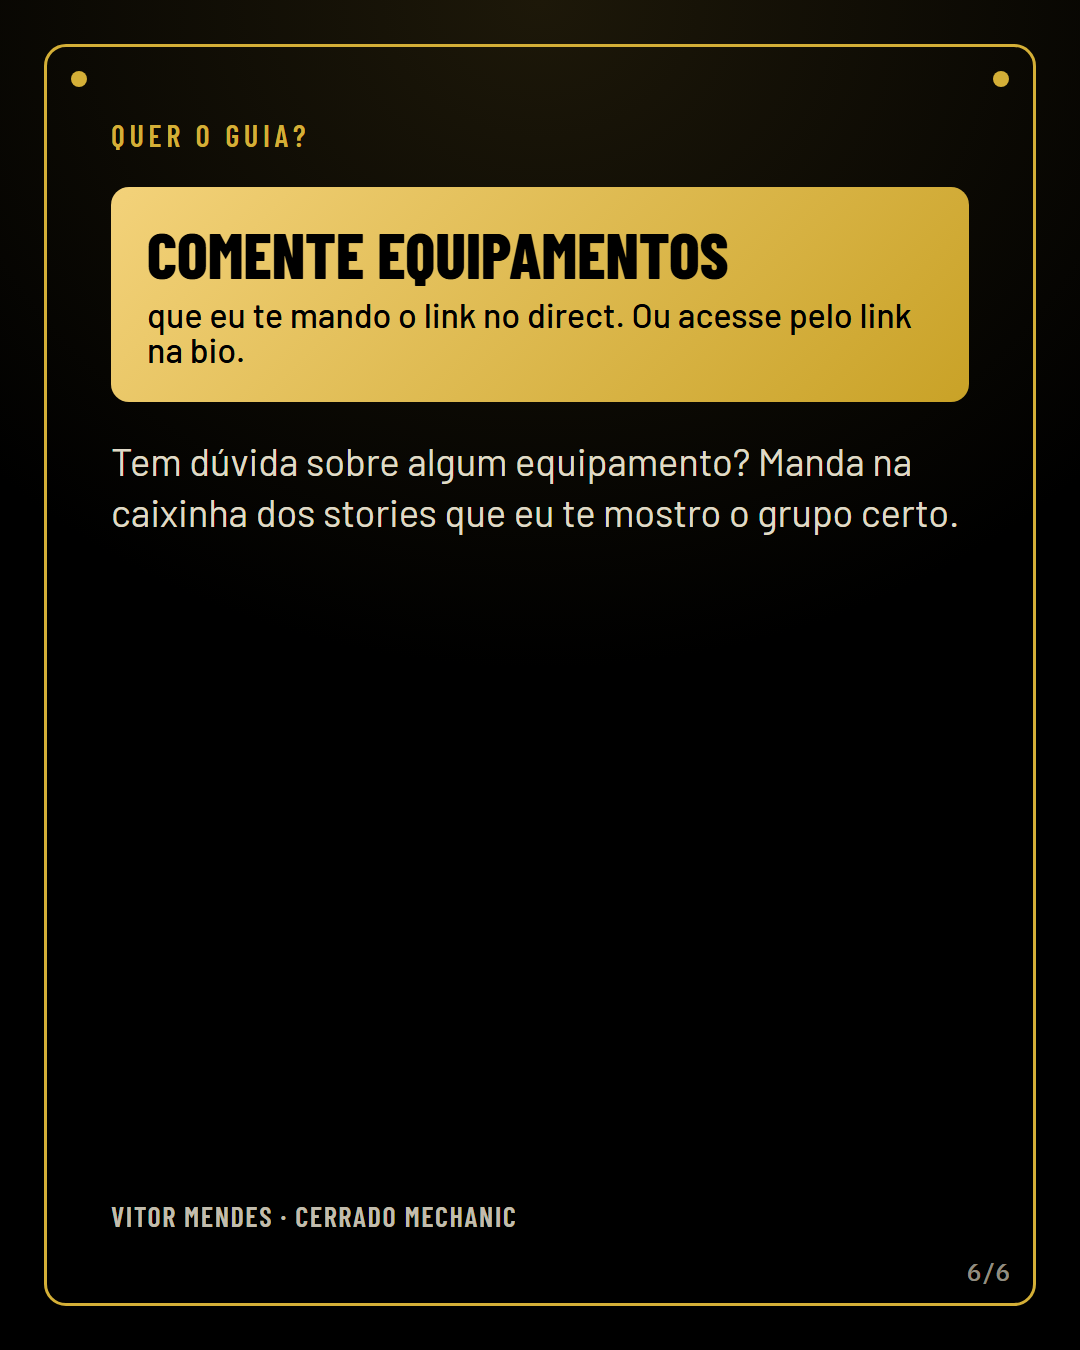 QUER O GUIA?
COMENTE EQUIPAMENTOS
que eu te mando o link no direct. Ou acesse pelo link
na bio.
Tem dúvida sobre algum equipamento? Manda na
caixinha dos stories que eu te mostro o grupo certo.
VITOR MENDES · CERRADO MECHANIC
6/6